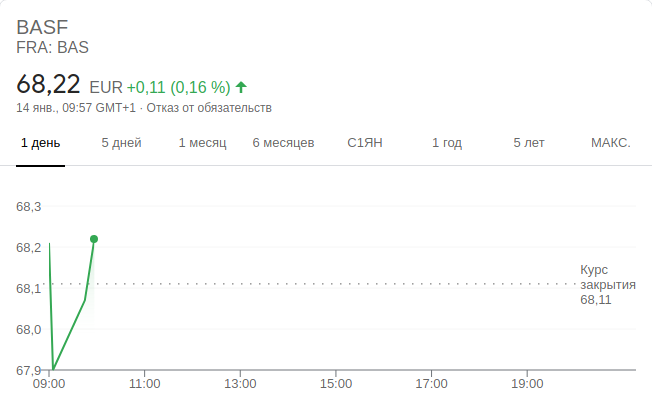 BASF
FRA: BAS
68,22 EUR +0,11 (0,16 %)
14 янв., 09:57 GMT+1 · Отказ от обязательств
1 день 5 дней 1 месяц 6 месяцев С1ЯН 1 год 5 лет МАКС.
68,3
68,2
68,1
68,0
67,9
Курс
закрытия
68,11
09:00 11:00 13:00 15:00 17:00 19:00